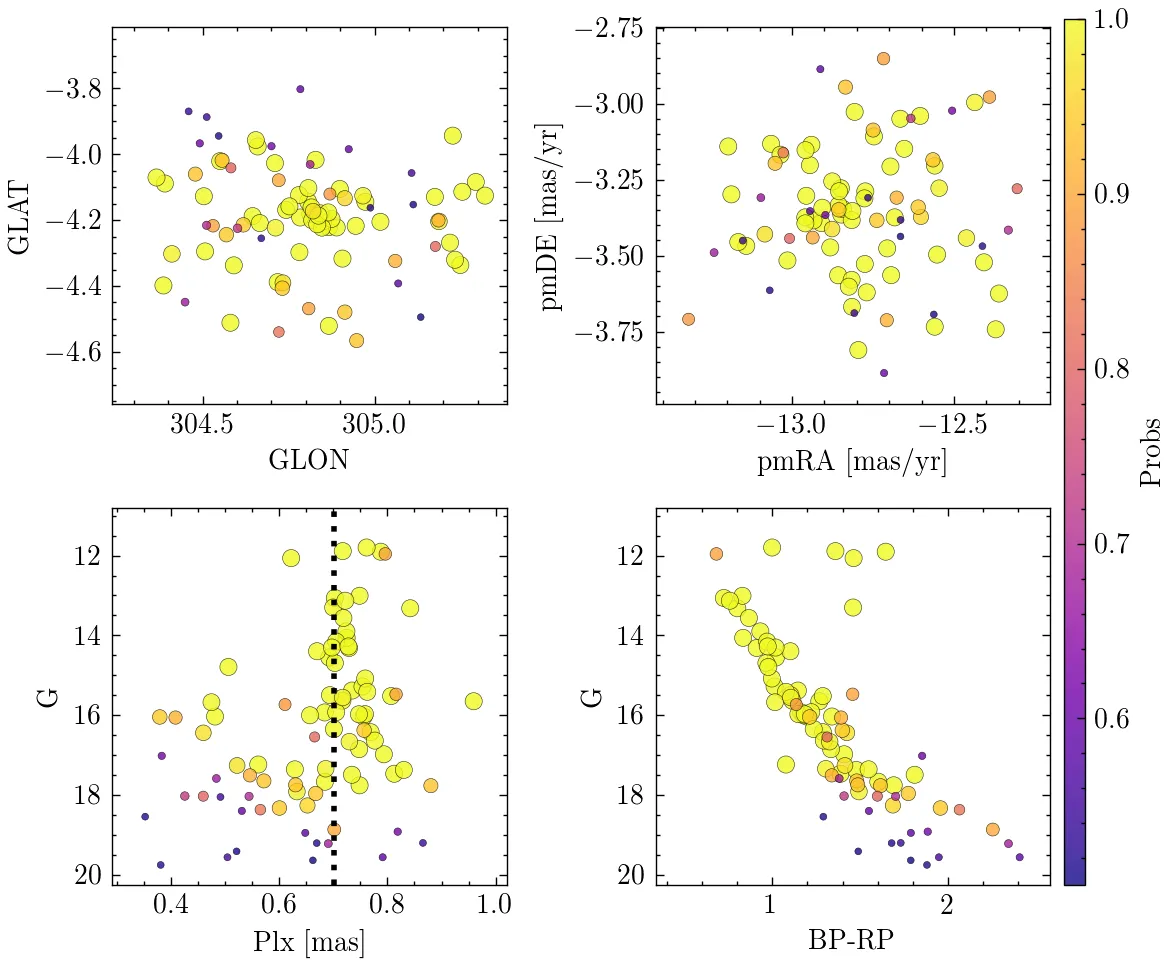 −3.8
−4.0
−4.2
−4.4
−4.6
GLAT
304.5 305.0
GLON
−2.75
−3.00
−3.25
−3.50
−3.75
pmDE [mas/yr]
−13.0 −12.5
pmRA [mas/yr]
12
14
16
18
20
G
0.4 0.6 0.8 1.0
Plx [mas]
12
14
16
18
20
G
1 2
BP-RP
1.0
0.9
0.8
0.7
0.6
Probs